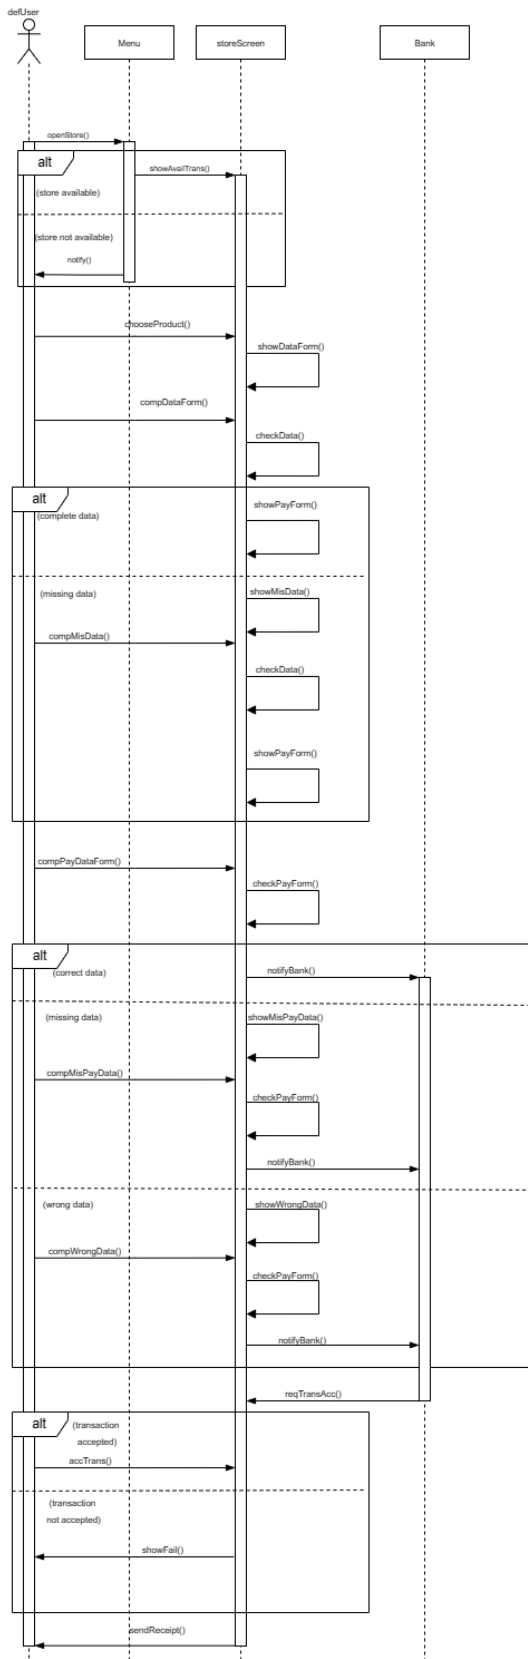 defUser
Menu
storeScreen
Bank
openStore()
alt
showAvailTrans()
(store available)
(store not available)
notify()
chooseProduct()
showDataForm()
compDataForm()
checkData()
alt
(complete data)
showPayForm()
(missing data)
showMisData()
compMisData()
checkData()
showPayForm()
compPayDataForm()
checkPayForm()
alt
(correct data)
notifyBank()
(missing data)
showMisPayData()
compMisPayData()
checkPayForm()
notifyBank()
(wrong data)
showWrongData()
compWrongData()
checkPayForm()
notifyBank()
reqTransAcc()
alt
(transaction
accepted)
accTrans()
(transaction
not accepted)
showFail()
sendReceipt()